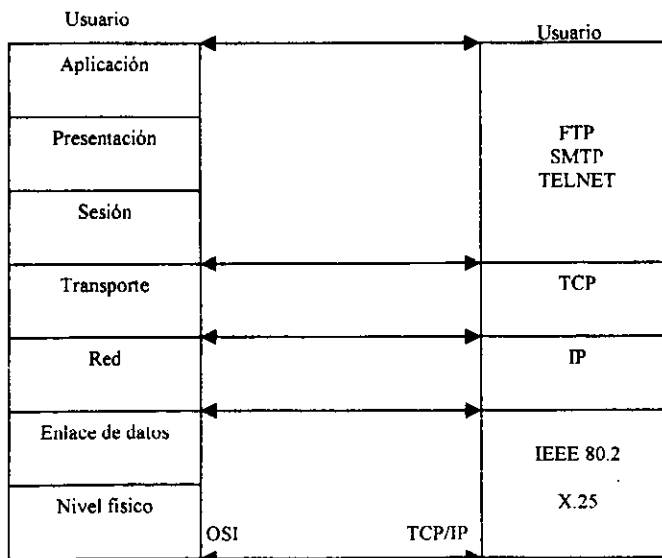 Usuario
Usuario
Aplicación
Presentación
FTP
SMTP
TELNET
Sesión
Transporte
TCP
Red
IP
Enlace de datos
IEEE 80.2
Nivel físico
X.25
OSI
TCP/IP